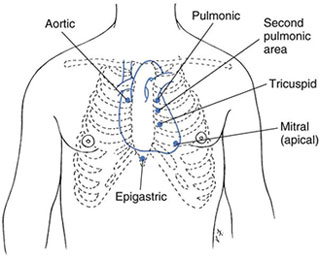 Aortic
Pulmonic
Second
pulmonic
area
Tricuspid
Mitral
(apical)
Epigastric